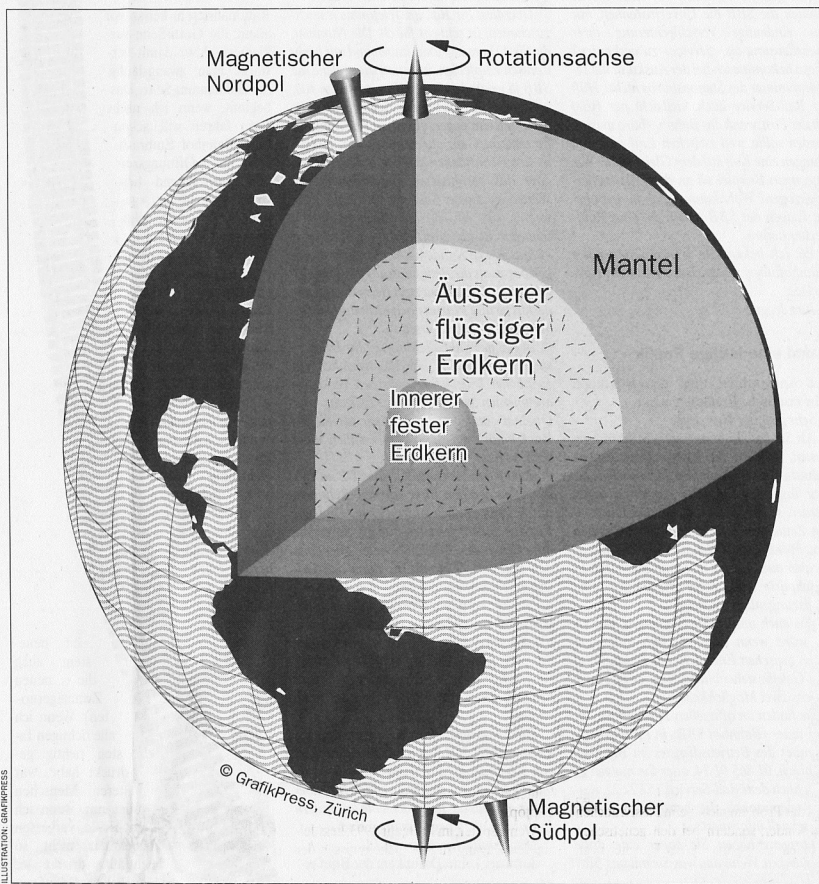 Magnetischer
Nordpol
Rotationsachse
Mantel
Äusserer
flüssiger
Erdkern
Innerer
fester
Erdkern
© GrafikPress, Zürich
Magnetischer
Südpol
ILLUSTRATION: GRAFIKPRESS